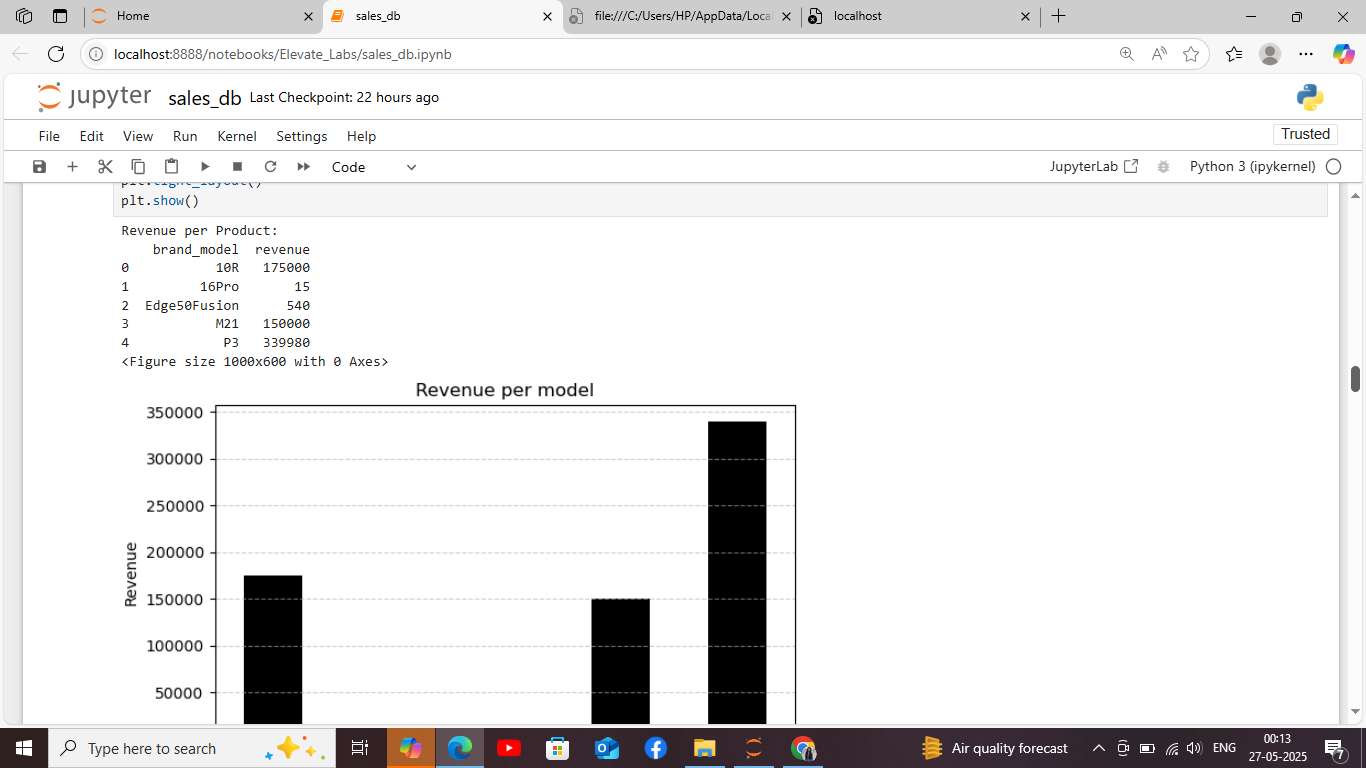 Home
sales_db
file:///C:/Users/HP/AppData/Loca
localhost
localhost:8888/notebooks/Elevate_Labs/sales_db.ipynb
jupyter sales_db Last Checkpoint: 22 hours ago
File Edit View Run Kernel Settings Help
Trusted
Code
JupyterLab
Python 3 (ipykernel)
plt.tight_layout()
plt.show()
Revenue per Product:
brand_model revenue
0 10R 175000
1 16Pro 15
2 Edge50Fusion 540
3 M21 150000
4 P3 339980
<Figure size 1000x600 with 0 Axes>
Revenue per model
350000
300000
250000
200000
150000
100000
50000
Revenue
Type here to search
Air quality forecast
ENG
00:13
27-05-2025
7